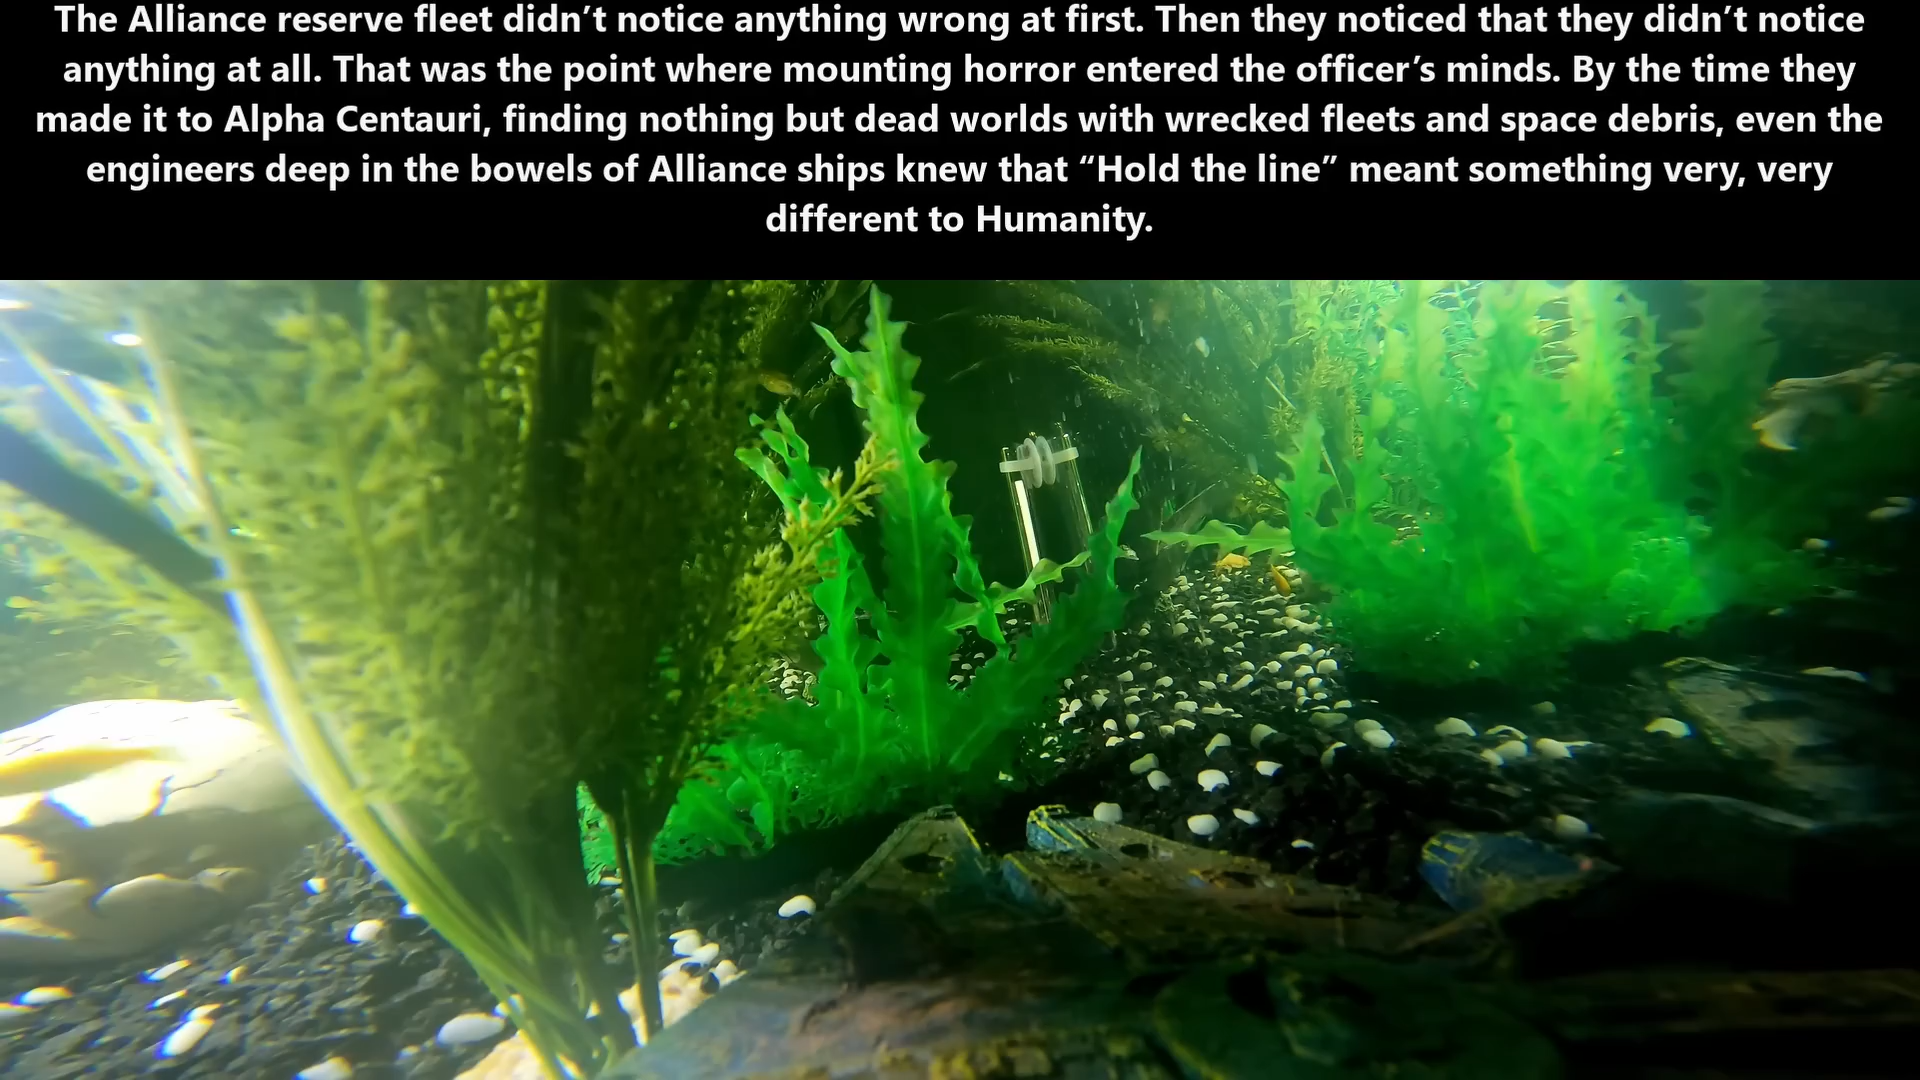 The Alliance reserve fleet didn’t notice anything wrong at first. Then they noticed that they didn’t notice
anything at all. That was the point where mounting horror entered the officer’s minds. By the time they
made it to Alpha Centauri, finding nothing but dead worlds with wrecked fleets and space debris, even the
engineers deep in the bowels of Alliance ships knew that “Hold the line” meant something very, very
different to Humanity.